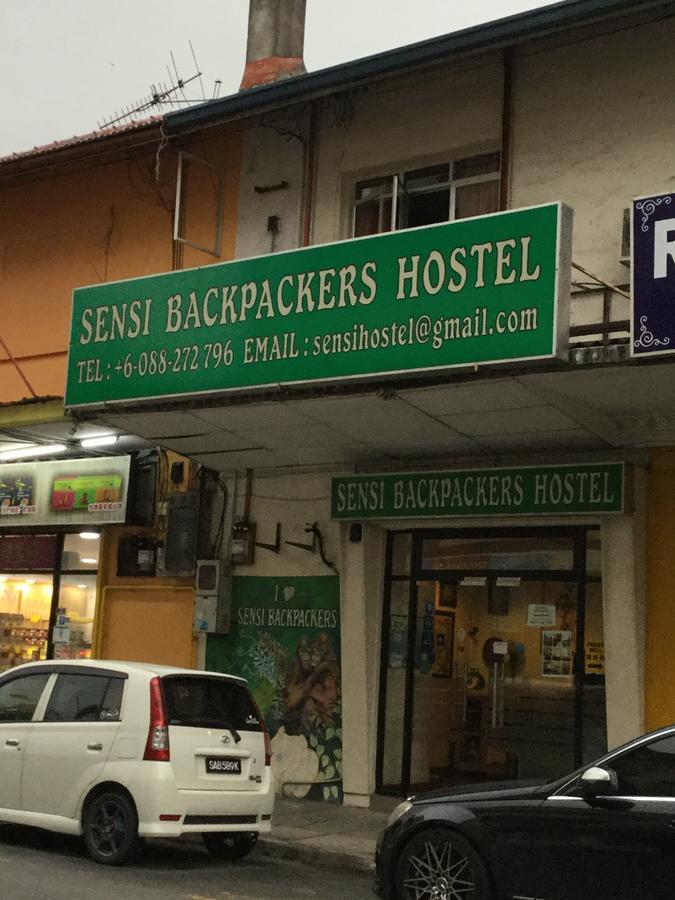 SENSI BACKPACKERS HOSTEL
TEL : +6-088-272 796 EMAIL : sensihostel@gmail.com
R
SENSI BACKPACKERS HOSTEL
I
SENSI BACKPACKERS
SAB589K